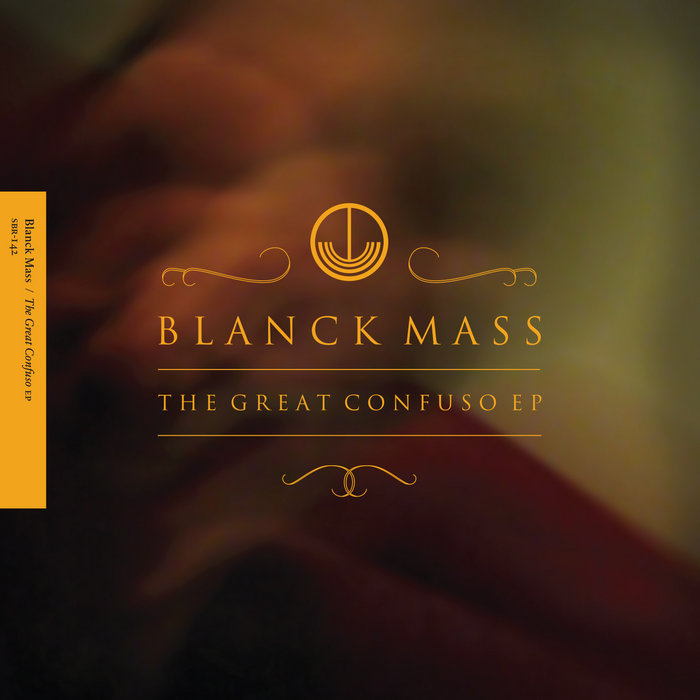 BLANCK MASS
THE GREAT CONFUSO EP
Blanck Mass / The Great Confuso EP
SBR-142